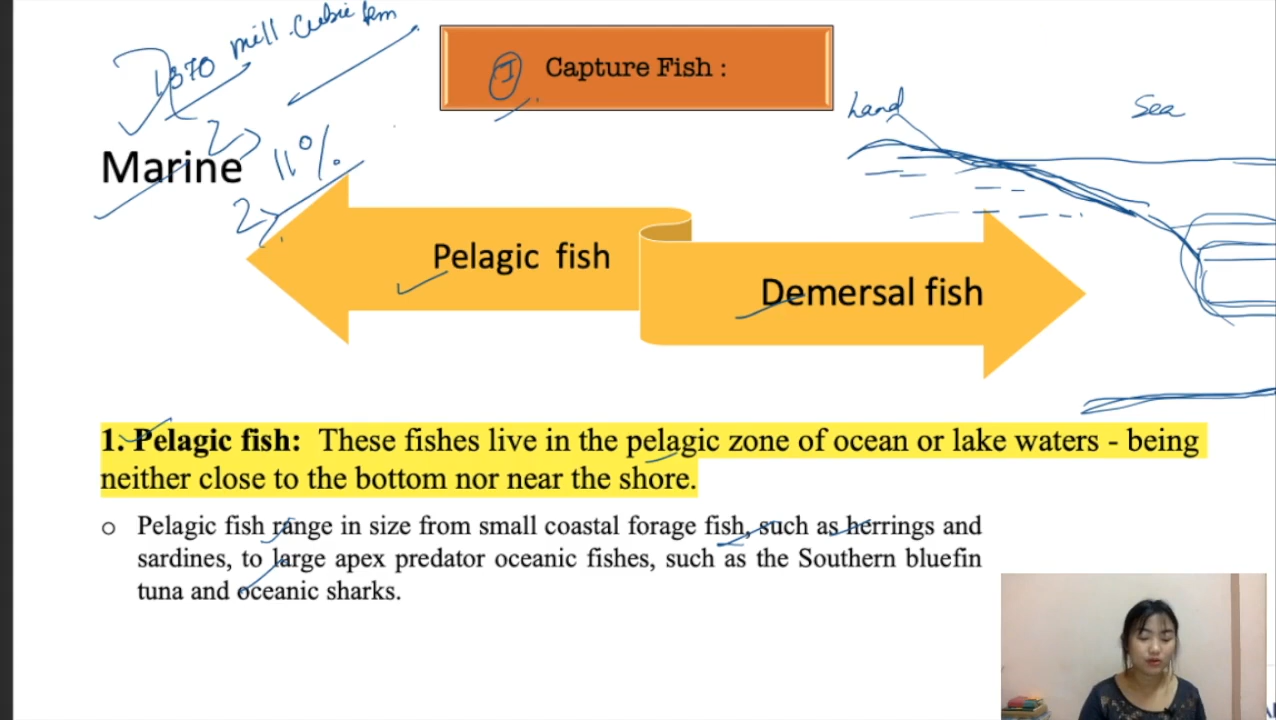 1370 mill. Cubic km
I Capture Fish :
Land
Sea
2>
Marine
11%
2>
Pelagic fish
Demersal fish
1. Pelagic fish: These fishes live in the pelagic zone of ocean or lake waters - being
neither close to the bottom nor near the shore.
o Pelagic fish range in size from small coastal forage fish, such as herrings and
sardines, to large apex predator oceanic fishes, such as the Southern bluefin
tuna and oceanic sharks.